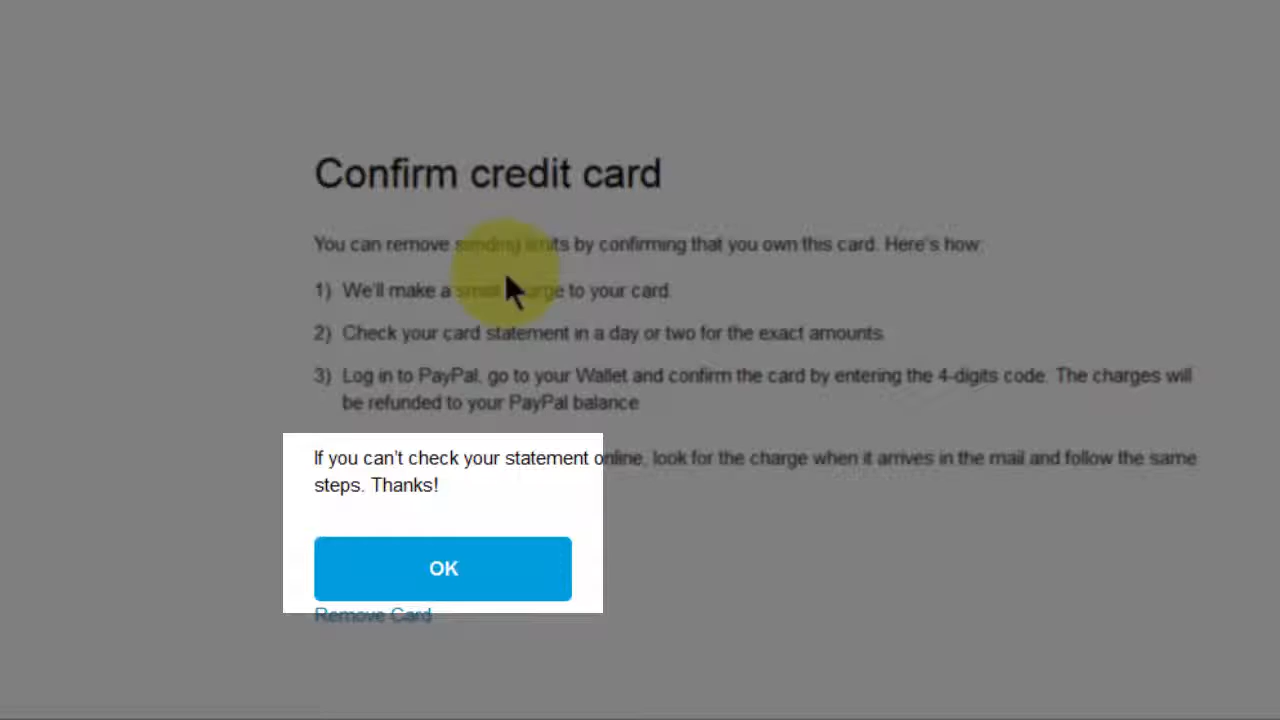 Confirm credit card
You can remove sending limits by confirming that you own this card. Here's how:
1) We'll make a small charge to your card.
2) Check your card statement in a day or two for the exact amounts.
3) Log in to PayPal, go to your Wallet and confirm the card by entering the 4-digits code. The charges will
be refunded to your PayPal balance
If you can't check your statement online, look for the charge when it arrives in the mail and follow the same
steps. Thanks!
OK
Remove Card